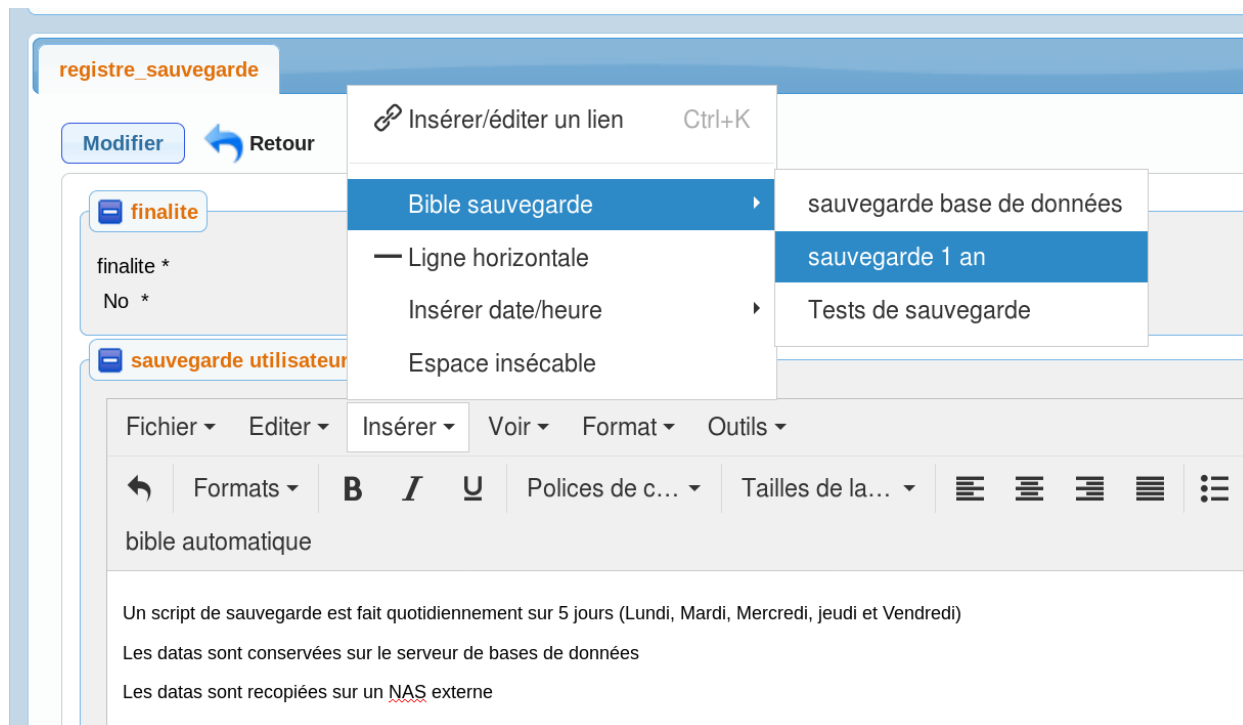 registre_sauvegarde
Insérer/éditer un lien Ctrl+K
Modifier Retour
Bible sauvegarde sauvegarde base de données
finalite
Ligne horizontale sauvegarde 1 an
finalite *
No *
Insérer date/heure Tests de sauvegarde
sauvegarde utilisateur
Espace insécable
Fichier Editer Insérer Voir Format Outils
Formats B I U Polices de c... Tailles de la...
bible automatique
Un script de sauvegarde est fait quotidiennement sur 5 jours (Lundi, Mardi, Mercredi, jeudi et Vendredi)
Les datas sont conservées sur le serveur de bases de données
Les datas sont recopiées sur un NAS externe